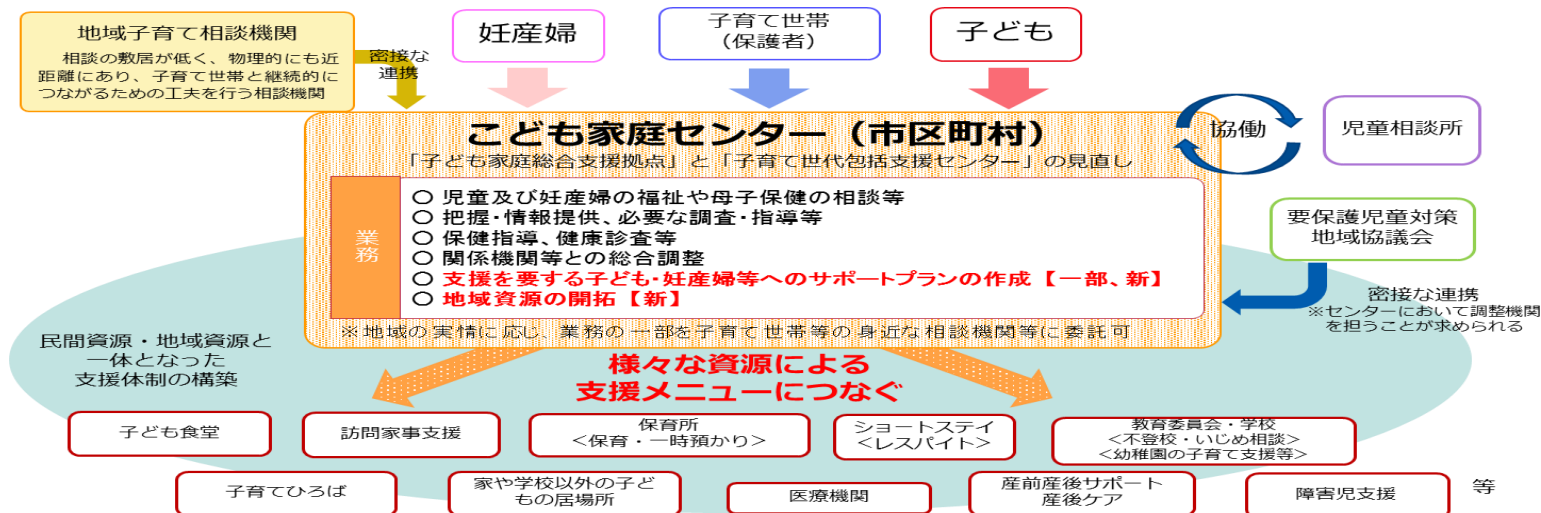 地域子育て相談機関
相談の敷居が低く、物理的にも近
距離にあり、子育て世帯と継続的に
つながるための工夫を行う相談機関
密接な
連携
妊産婦
子育て世帯
(保護者)
子ども
こども家庭センター（市区町村）
「子ども家庭総合支援拠点」と「子育て世代包括支援センター」の見直し
協働
児童相談所
業務
○ 児童及び妊産婦の福祉や母子保健の相談等
○ 把握・情報提供、必要な調査・指導等
○ 保健指導、健康診査等
○ 関係機関等との総合調整
○ 支援を要する子ども・妊産婦等へのサポートプランの作成【一部、新】
○ 地域資源の開拓【新】
※地域の実情に応じ、業務の一部を子育て世帯等の身近な相談機関等に委託可
要保護児童対策
地域協議会
密接な連携
※センターにおいて調整機関
を担うことが求められる
民間資源・地域資源と
一体となった
支援体制の構築
様々な資源による
支援メニューにつなぐ
子ども食堂
訪問家事支援
保育所
<保育・一時預かり>
ショートステイ
<レスパイト>
教育委員会・学校
<不登校・いじめ相談>
<幼稚園の子育て支援等>
子育てひろば
家や学校以外の子ど
もの居場所
医療機関
産前産後サポート
産後ケア
障害児支援
等